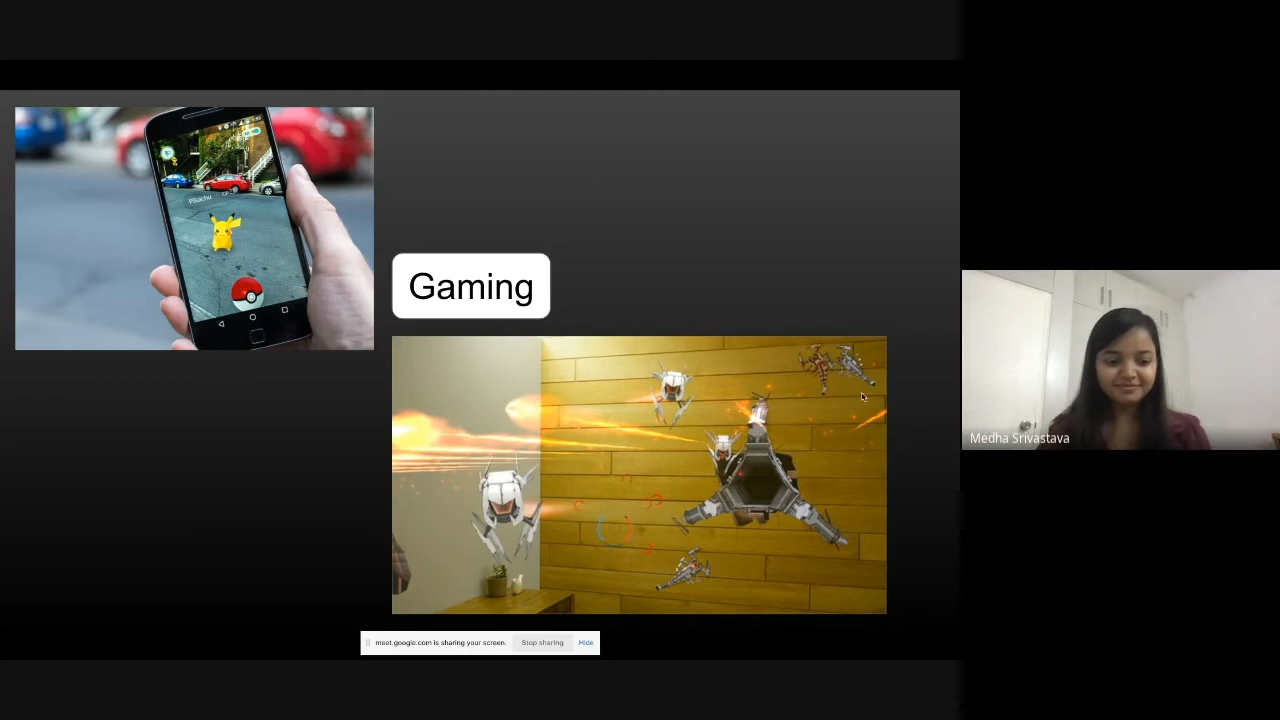 Pikachu
Gaming
Medha Srivastava
meet.google.com is sharing your screen.
Stop sharing
Hide